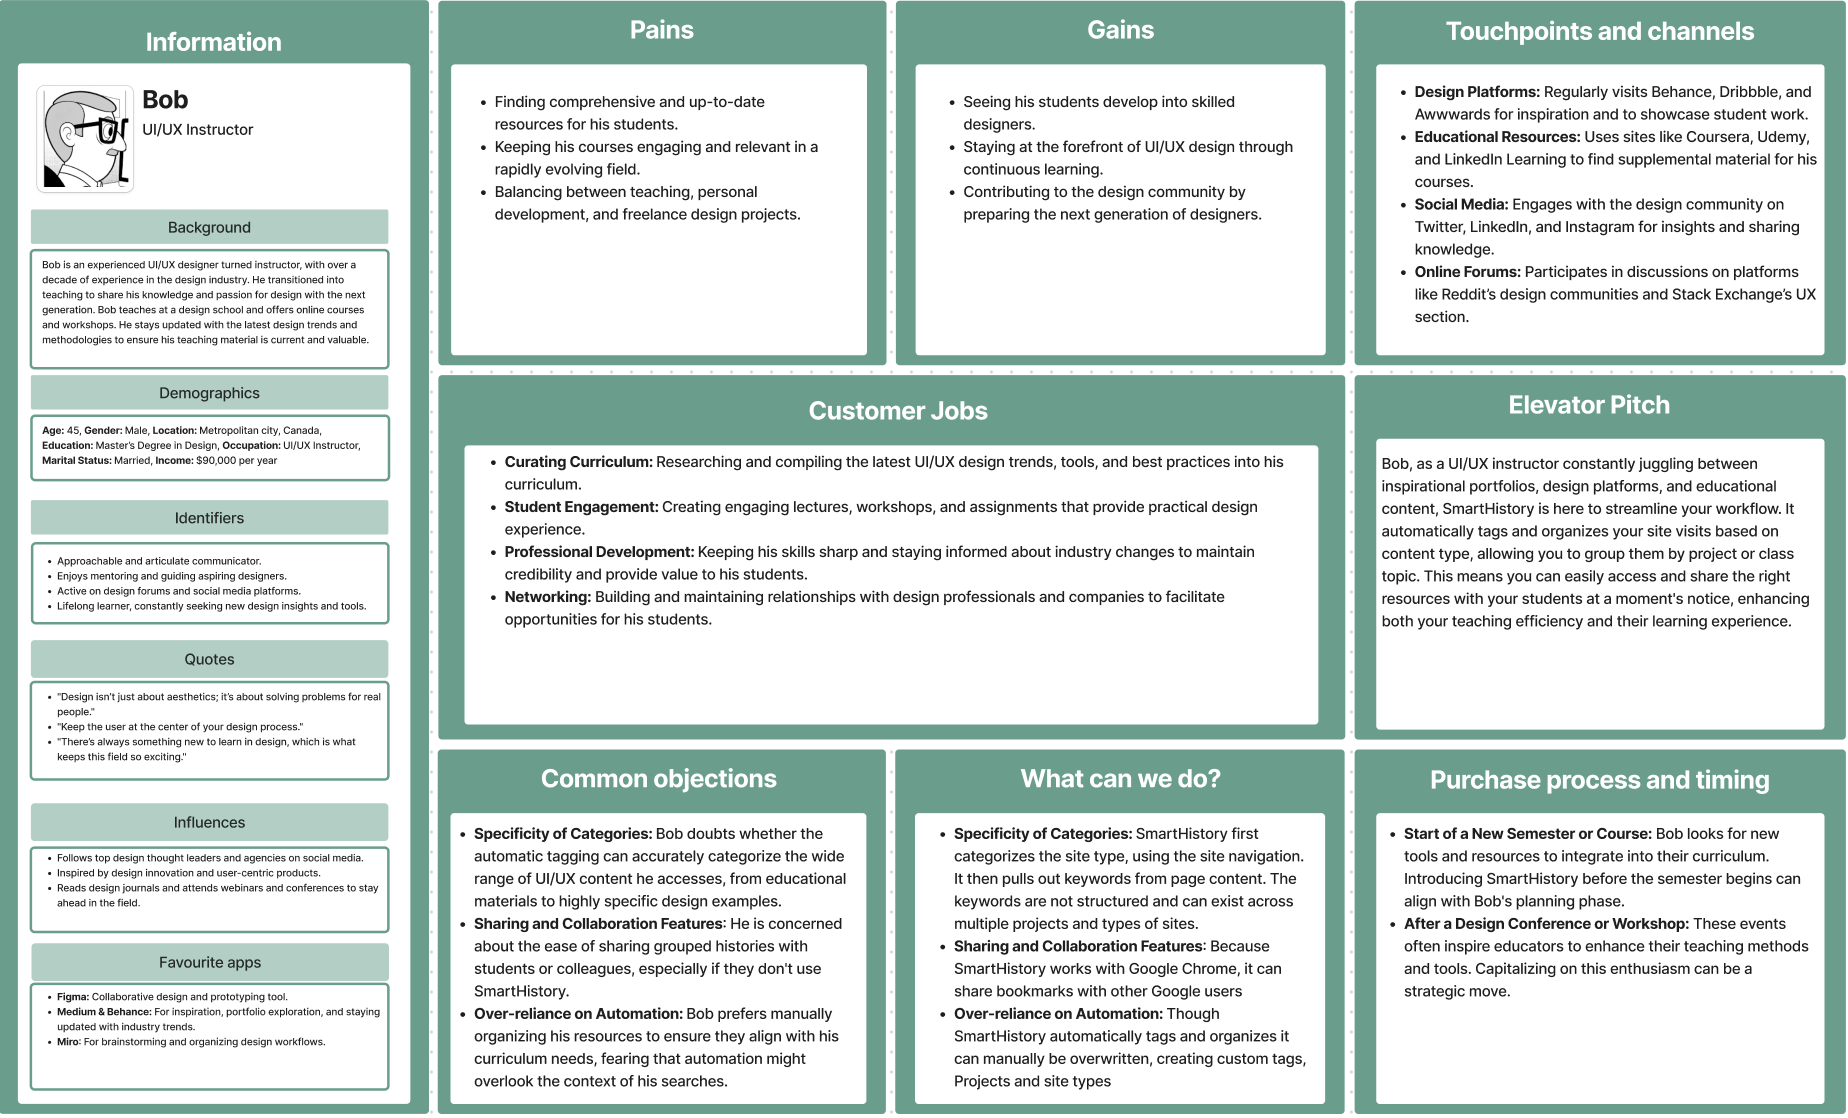 Information
Bob
UI/UX Instructor
Background
Bob is an experienced UI/UX designer turned instructor, with over a
decade of experience in the design industry. He transitioned into
teaching to share his knowledge and passion for design with the next
generation. Bob teaches at a design school and offers online courses
and workshops. He stays updated with the latest design trends and
methodologies to ensure his teaching material is current and valuable.
Demographics
Age: 45, Gender: Male, Location: Metropolitan city, Canada,
Education: Master's Degree in Design, Occupation: UI/UX Instructor,
Marital Status: Married, Income: $90,000 per year
Identifiers
• Approachable and articulate communicator.
• Enjoys mentoring and guiding aspiring designers.
• Active on design forums and social media platforms.
• Lifelong learner, constantly seeking new design insights and tools.
Quotes
• "Design isn't just about aesthetics; it's about solving problems for real
people."
• "Keep the user at the center of your design process."
• "There's always something new to learn in design, which is what
keeps this field so exciting."
Influences
• Follows top design thought leaders and agencies on social media.
• Inspired by design innovation and user-centric products.
• Reads design journals and attends webinars and conferences to stay
ahead in the field.
Favourite apps
• Figma: Collaborative design and prototyping tool.
• Medium & Behance: For inspiration, portfolio exploration, and staying
updated with industry trends.
• Miro: For brainstorming and organizing design workflows.
Pains
• Finding comprehensive and up-to-date
resources for his students.
• Keeping his courses engaging and relevant in a
rapidly evolving field.
• Balancing between teaching, personal
development, and freelance design projects.
Gains
• Seeing his students develop into skilled
designers.
• Staying at the forefront of UI/UX design through
continuous learning.
• Contributing to the design community by
preparing the next generation of designers.
Touchpoints and channels
• Design Platforms: Regularly visits Behance, Dribbble, and
Awwwards for inspiration and to showcase student work.
• Educational Resources: Uses sites like Coursera, Udemy,
and LinkedIn Learning to find supplemental material for his
courses.
• Social Media: Engages with the design community on
Twitter, LinkedIn, and Instagram for insights and sharing
knowledge.
• Online Forums: Participates in discussions on platforms
like Reddit's design communities and Stack Exchange's UX
section.
Customer Jobs
• Curating Curriculum: Researching and compiling the latest UI/UX design trends, tools, and best practices into his
curriculum.
• Student Engagement: Creating engaging lectures, workshops, and assignments that provide practical design
experience.
• Professional Development: Keeping his skills sharp and staying informed about industry changes to maintain
credibility and provide value to his students.
• Networking: Building and maintaining relationships with design professionals and companies to facilitate
opportunities for his students.
Elevator Pitch
Bob, as a UI/UX instructor constantly juggling between
inspirational portfolios, design platforms, and educational
content, SmartHistory is here to streamline your workflow. It
automatically tags and organizes your site visits based on
content type, allowing you to group them by project or class
topic. This means you can easily access and share the right
resources with your students at a moment's notice, enhancing
both your teaching efficiency and their learning experience.
Common objections
• Specificity of Categories: Bob doubts whether the
automatic tagging can accurately categorize the wide
range of UI/UX content he accesses, from educational
materials to highly specific design examples.
• Sharing and Collaboration Features: He is concerned
about the ease of sharing grouped histories with
students or colleagues, especially if they don't use
SmartHistory.
• Over-reliance on Automation: Bob prefers manually
organizing his resources to ensure they align with his
curriculum needs, fearing that automation might
overlook the context of his searches.
What can we do?
• Specificity of Categories: SmartHistory first
categorizes the site type, using the site navigation.
It then pulls out keywords from page content. The
keywords are not structured and can exist across
multiple projects and types of sites.
• Sharing and Collaboration Features: Because
SmartHistory works with Google Chrome, it can
share bookmarks with other Google users
• Over-reliance on Automation: Though
SmartHistory automatically tags and organizes it
can manually be overwritten, creating custom tags,
Projects and site types
Purchase process and timing
• Start of a New Semester or Course: Bob looks for new
tools and resources to integrate into their curriculum.
Introducing SmartHistory before the semester begins can
align with Bob's planning phase.
• After a Design Conference or Workshop: These events
often inspire educators to enhance their teaching methods
and tools. Capitalizing on this enthusiasm can be a
strategic move.